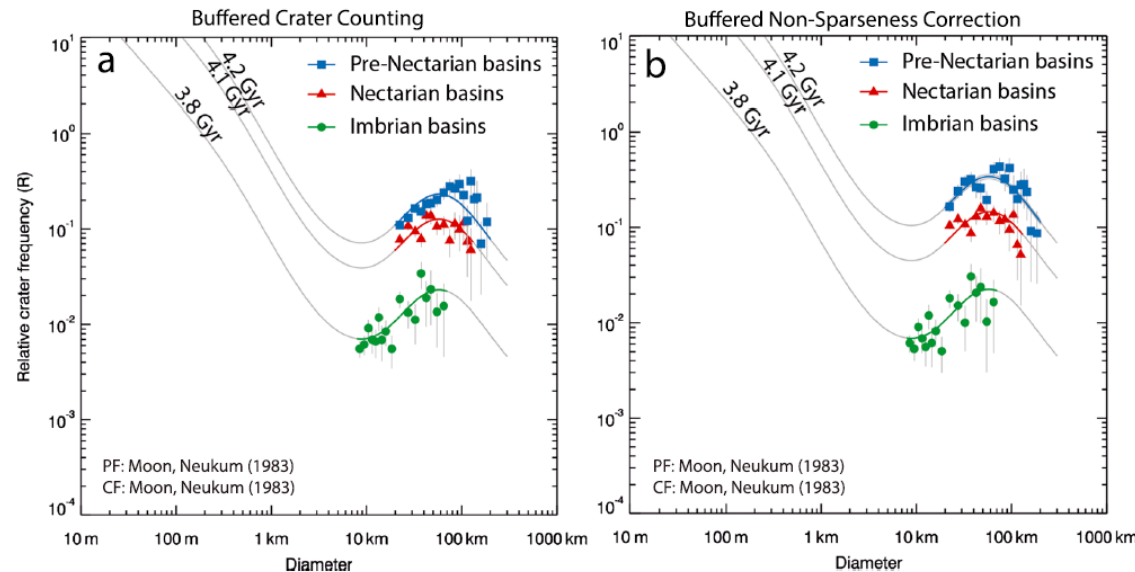 Buffered Crater Counting
a
4.2 Gyr
4.1 Gyr
3.8 Gyr
Pre-Nectarian basins
Nectarian basins
Imbrian basins
Relative crater frequency (R)
10^1
10^0
10^-1
10^-2
10^-3
10^-4
PF: Moon, Neukum (1983)
CF: Moon, Neukum (1983)
10 m 100 m 1 km 10 km 100 km 1000 km
Diameter
Buffered Non-Sparseness Correction
b
4.2 Gyr
4.1 Gyr
3.8 Gyr
Pre-Nectarian basins
Nectarian basins
Imbrian basins
10^1
10^0
10^-1
10^-2
10^-3
10^-4
PF: Moon, Neukum (1983)
CF: Moon, Neukum (1983)
10 m 100 m 1 km 10 km 100 km 1000 km
Diameter